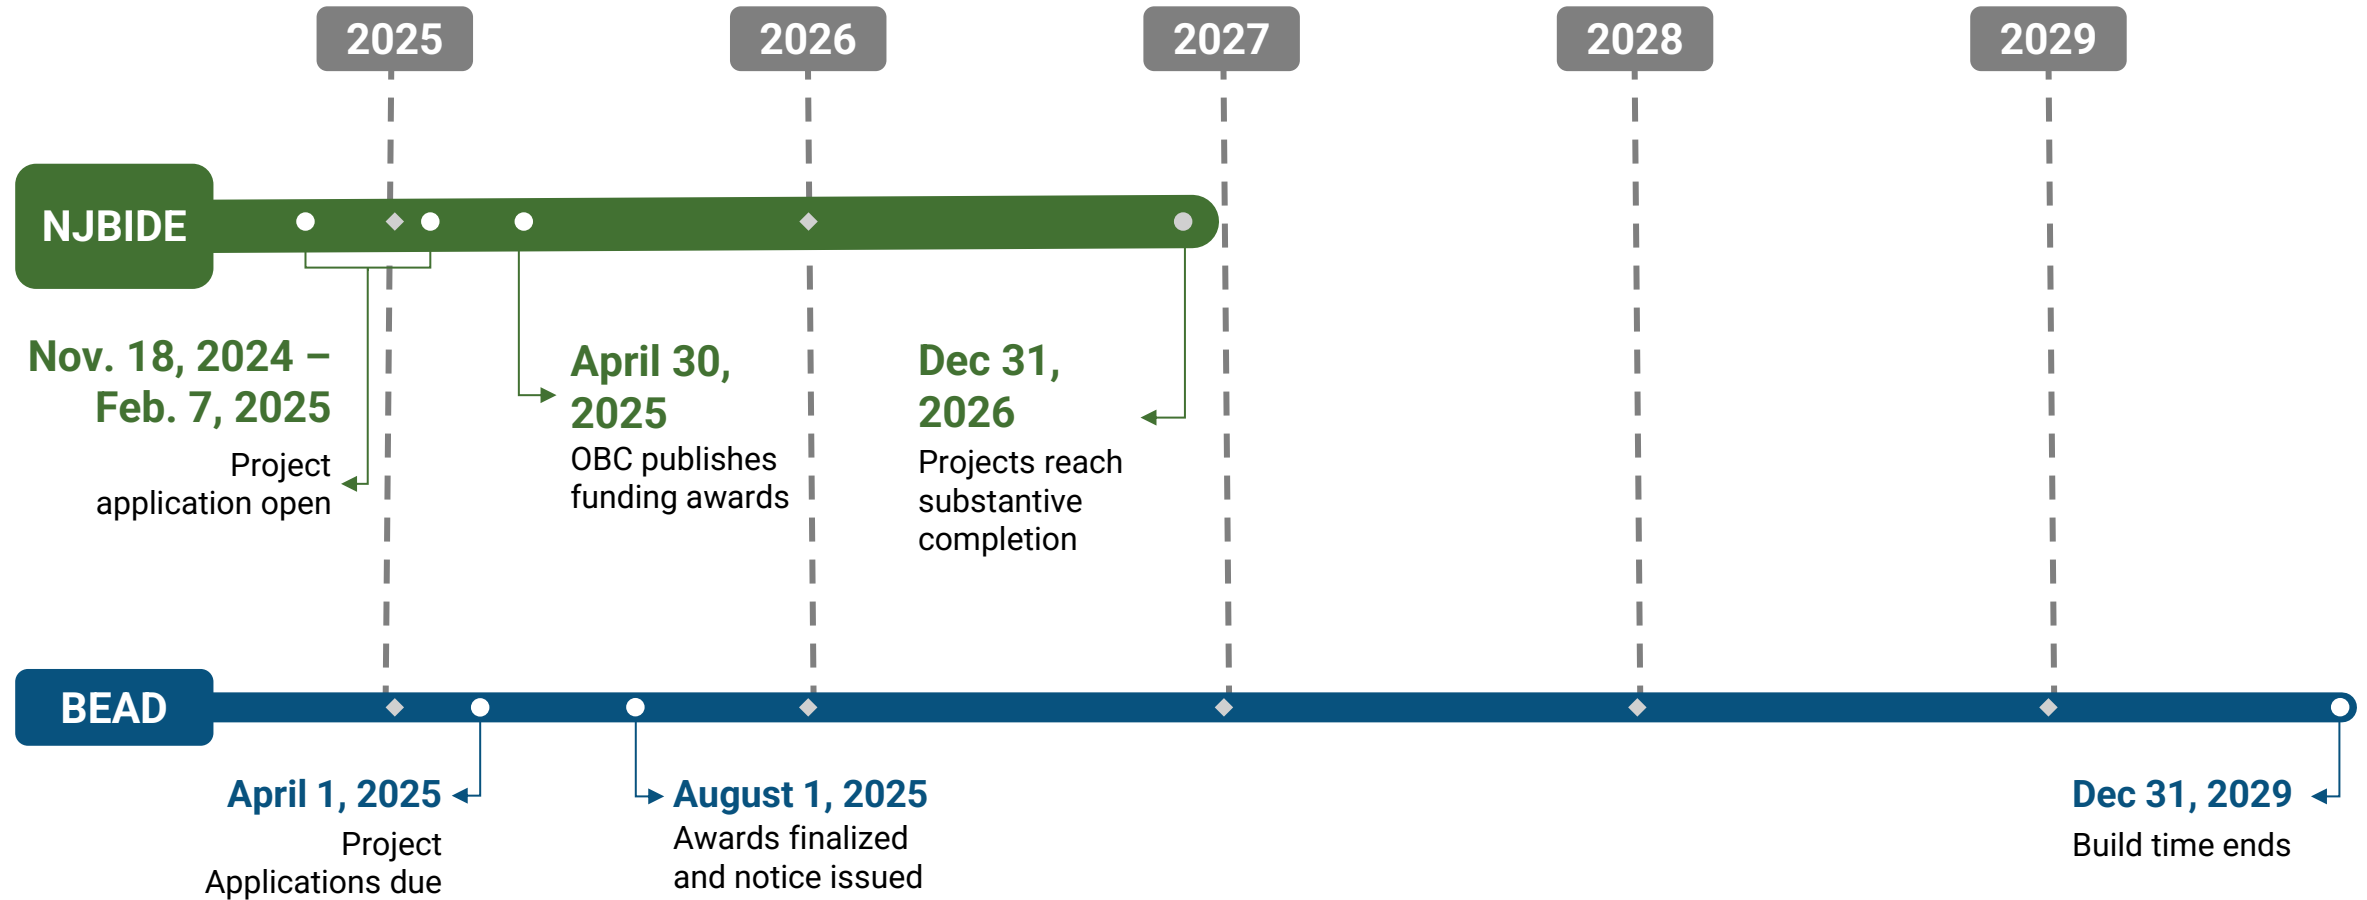 2025
2026
2027
2028
2029
NJBIDE
Nov. 18, 2024 –
Feb. 7, 2025
Project
application open
April 30,
2025
OBC publishes
funding awards
Dec 31,
2026
Projects reach
substantive
completion
BEAD
April 1, 2025
Project
Applications due
August 1, 2025
Awards finalized
and notice issued
Dec 31, 2029
Build time ends